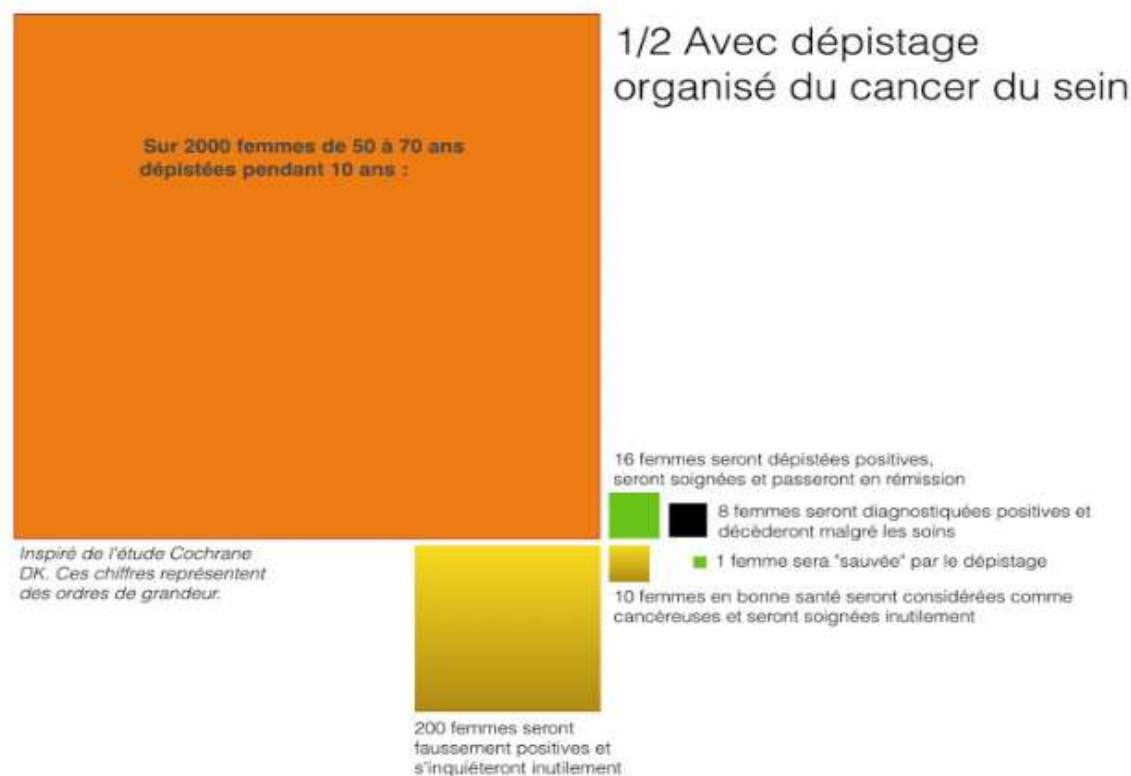 1/2 Avec dépistage
organisé du cancer du sein
Sur 2000 femmes de 50 à 70 ans
dépistées pendant 10 ans :
16 femmes seront dépistées positives,
seront soignées et passeront en rémission
8 femmes seront diagnostiquées positives et
décèderont malgré les soins
1 femme sera "sauvée" par le dépistage
10 femmes en bonne santé seront considérées comme
cancéreuses et seront soignées inutilement
Inspiré de l'étude Cochrane
DK. Ces chiffres représentent
des ordres de grandeur.
200 femmes seront
faussement positives et
s'inquièteront inutilement